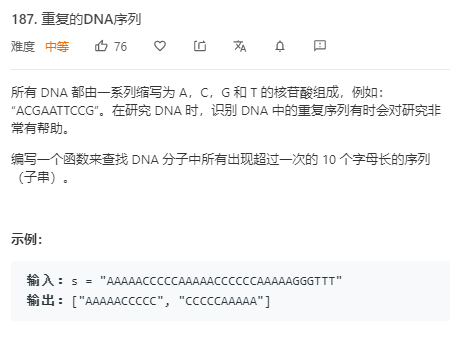 187. 重复的DNA序列
难度 中等 76
所有 DNA 都由一系列缩写为 A，C，G 和 T 的核苷酸组成，例如：
“ACGAATTCCG”。在研究 DNA 时，识别 DNA 中的重复序列有时会对研究非
常有帮助。
编写一个函数来查找 DNA 分子中所有出现超过一次的 10 个字母长的序列
（子串）。
示例：
输入：s = "AAAAACCCCCAAAAACCCCCCAAAAAGGGTTT"
输出：["AAAAACCCCC", "CCCCCAAAAA"]